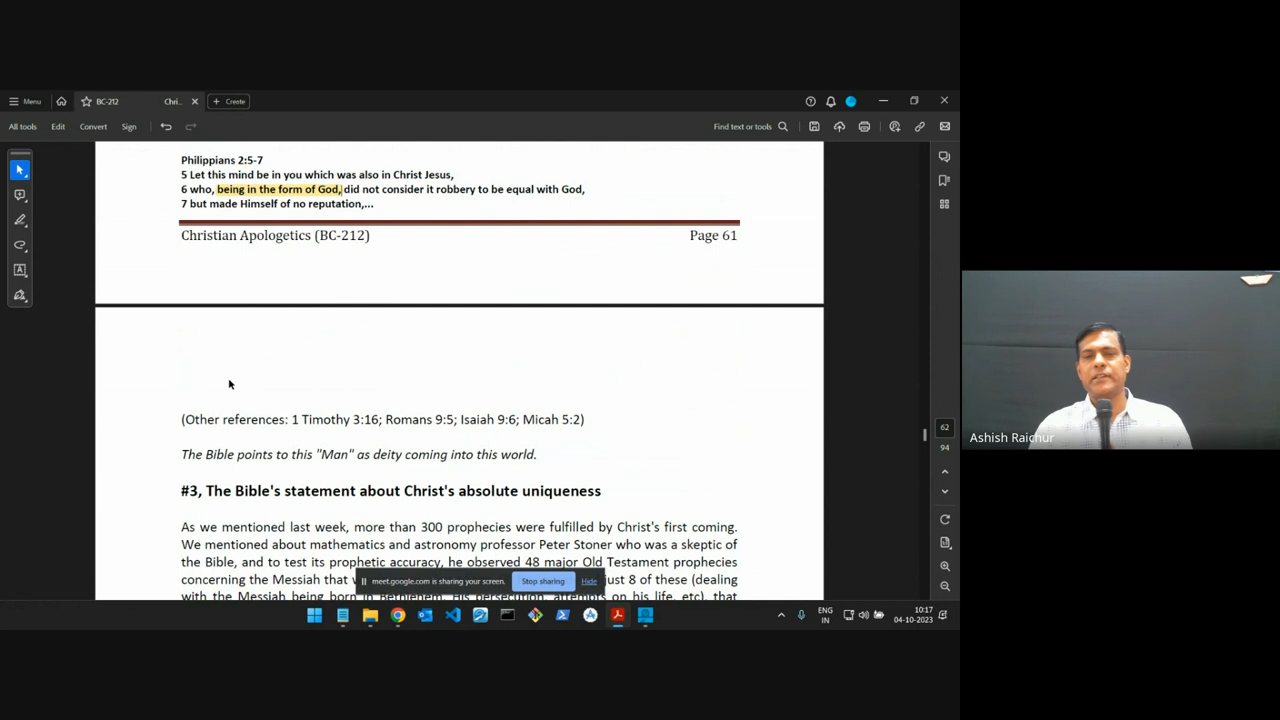 Menu
BC-212
Chri...
Create
All tools
Edit
Convert
Sign
Find text or tools
Philippians 2:5-7
5 Let this mind be in you which was also in Christ Jesus,
6 who, being in the form of God, did not consider it robbery to be equal with God,
7 but made Himself of no reputation,...
Christian Apologetics (BC-212) Page 61
(Other references: 1 Timothy 3:16; Romans 9:5; Isaiah 9:6; Micah 5:2)
The Bible points to this "Man" as deity coming into this world.
#3, The Bible's statement about Christ's absolute uniqueness
As we mentioned last week, more than 300 prophecies were fulfilled by Christ's first coming.
We mentioned about mathematics and astronomy professor Peter Stoner who was a skeptic of
the Bible, and to test its prophetic accuracy, he observed 48 major Old Testament prophecies
concerning the Messiah that just 8 of these (dealing
with the Messiah being born in Bethlehem, His persecution, attempts on his life, etc), that
meet.google.com is sharing your screen.
Stop sharing
Hide
62
94
Ashish Raichur
ENG
IN
10:17
04-10-2023